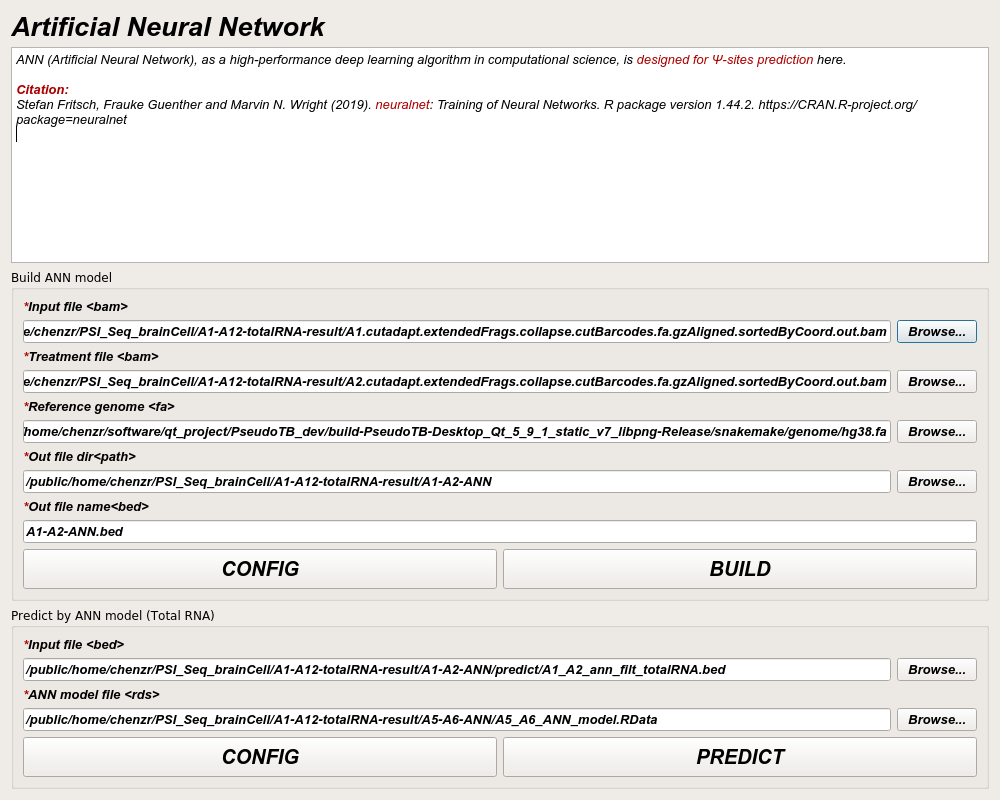 Artificial Neural Network
ANN (Artificial Neural Network), as a high-performance deep learning algorithm in computational science, is designed for Ψ-sites prediction here.
Citation:
Stefan Fritsch, Frauke Guenther and Marvin N. Wright (2019). neuralnet: Training of Neural Networks. R package version 1.44.2. https://CRAN.R-project.org/
package=neuralnet
Build ANN model
*Input file <bam>
e/chenzr/PSI_Seq_brainCell/A1-A12-totalRNA-result/A1.cutadapt.extendedFrags.collapse.cutBarcodes.fa.gzAligned.sortedByCoord.out.bam Browse...
*Treatment file <bam>
e/chenzr/PSI_Seq_brainCell/A1-A12-totalRNA-result/A2.cutadapt.extendedFrags.collapse.cutBarcodes.fa.gzAligned.sortedByCoord.out.bam Browse...
*Reference genome <fa>
home/chenzr/software/qt_project/PseudoTB_dev/build-PseudoTB-Desktop_Qt_5_9_1_static_v7_libpng-Release/snakemake/genome/hg38.fa Browse...
*Out file dir<path>
/public/home/chenzr/PSI_Seq_brainCell/A1-A12-totalRNA-result/A1-A2-ANN Browse...
*Out file name<bed>
A1-A2-ANN.bed
CONFIG BUILD
Predict by ANN model (Total RNA)
*Input file <bed>
/public/home/chenzr/PSI_Seq_brainCell/A1-A12-totalRNA-result/A1-A2-ANN/predict/A1_A2_ann_filt_totalRNA.bed Browse...
*ANN model file <rds>
/public/home/chenzr/PSI_Seq_brainCell/A1-A12-totalRNA-result/A5-A6-ANN/A5_A6_ANN_model.RData Browse...
CONFIG PREDICT